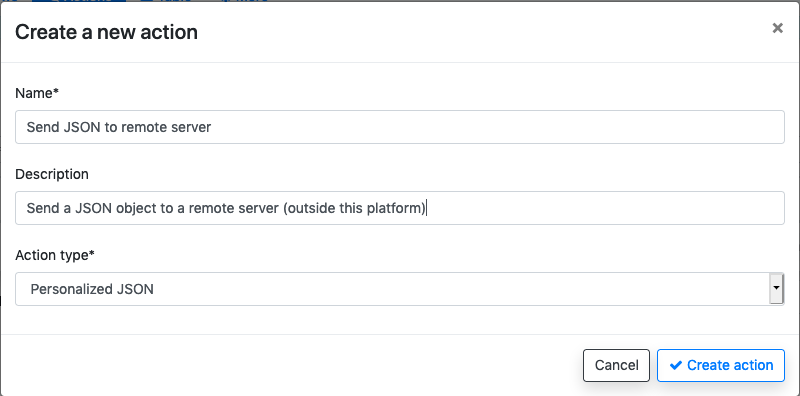 Create a new action
×
Name*
Send JSON to remote server
Description
Send a JSON object to a remote server (outside this platform)
Action type*
Personalized JSON
Cancel
Create action